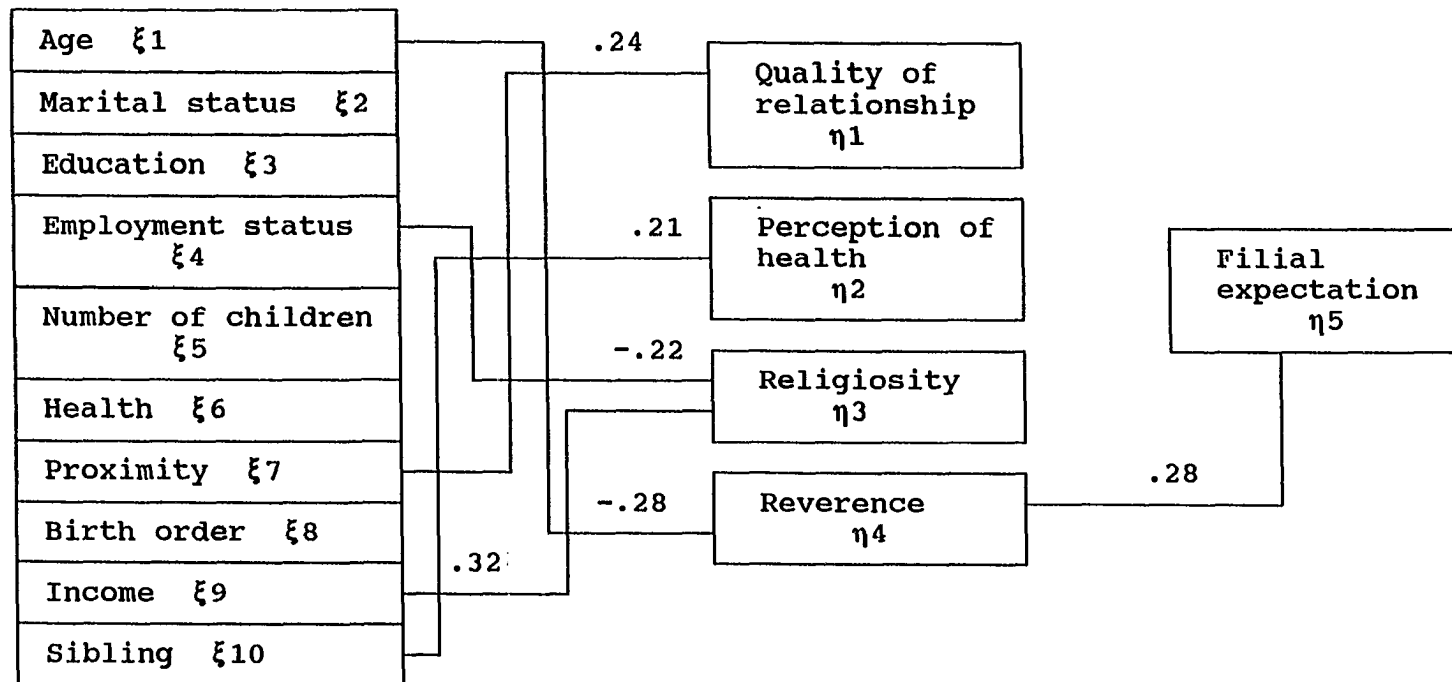 Age ξ1
Marital status ξ2
Education ξ3
Employment status
ξ4
Number of children
ξ5
Health ξ6
Proximity ξ7
Birth order ξ8
Income ξ9
Sibling ξ10
.24
.21
-.22
-.28
.32
Quality of
relationship
η1
Perception of
health
η2
Religiosity
η3
Reverence
η4
.28
Filial
expectation
η5